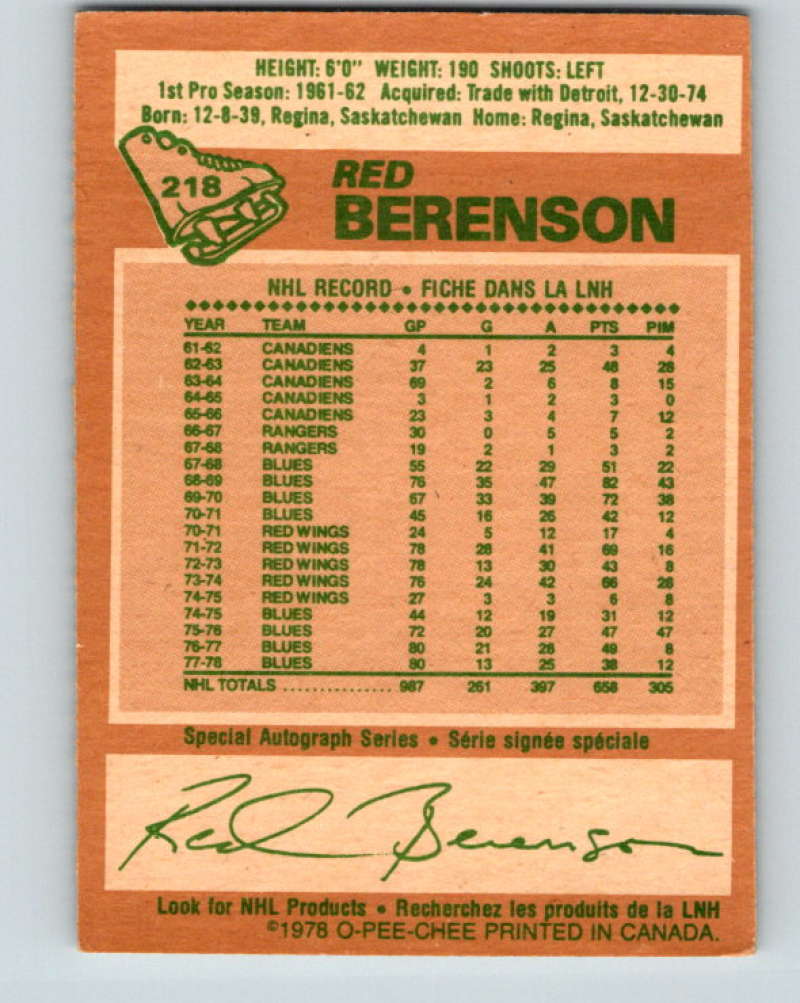 HEIGHT: 6'0" WEIGHT: 190 SHOOTS: LEFT
1st Pro Season: 1961-62 Acquired: Trade with Detroit, 12-30-74
Born: 12-8-39, Regina, Saskatchewan Home: Regina, Saskatchewan
218
RED
BERENSON
NHL RECORD • FICHE DANS LA LNH
YEAR TEAM GP G A PTS PIM
61-62 CANADIENS 4 1 2 3 4
62-63 CANADIENS 37 23 25 48 28
63-64 CANADIENS 69 2 6 8 15
64-65 CANADIENS 3 1 2 3 0
65-66 CANADIENS 23 3 4 7 12
66-67 RANGERS 30 0 5 5 2
67-68 RANGERS 19 2 1 3 2
67-68 BLUES 55 22 29 51 22
68-69 BLUES 76 35 47 82 43
69-70 BLUES 67 33 39 72 38
70-71 BLUES 45 16 26 42 12
70-71 RED WINGS 24 5 12 17 4
71-72 RED WINGS 78 28 41 69 16
72-73 RED WINGS 78 13 30 43 8
73-74 RED WINGS 76 24 42 66 28
74-75 RED WINGS 27 3 3 6 8
74-75 BLUES 44 12 19 31 12
75-76 BLUES 72 20 27 47 47
76-77 BLUES 80 21 28 49 8
77-78 BLUES 80 13 25 38 12
NHL TOTALS ................ 987 261 397 658 305
Special Autograph Series • Série signée spéciale
Red Berenson
Look for NHL Products • Recherchez les produits de la LNH
©1978 O-PEE-CHEE PRINTED IN CANADA.